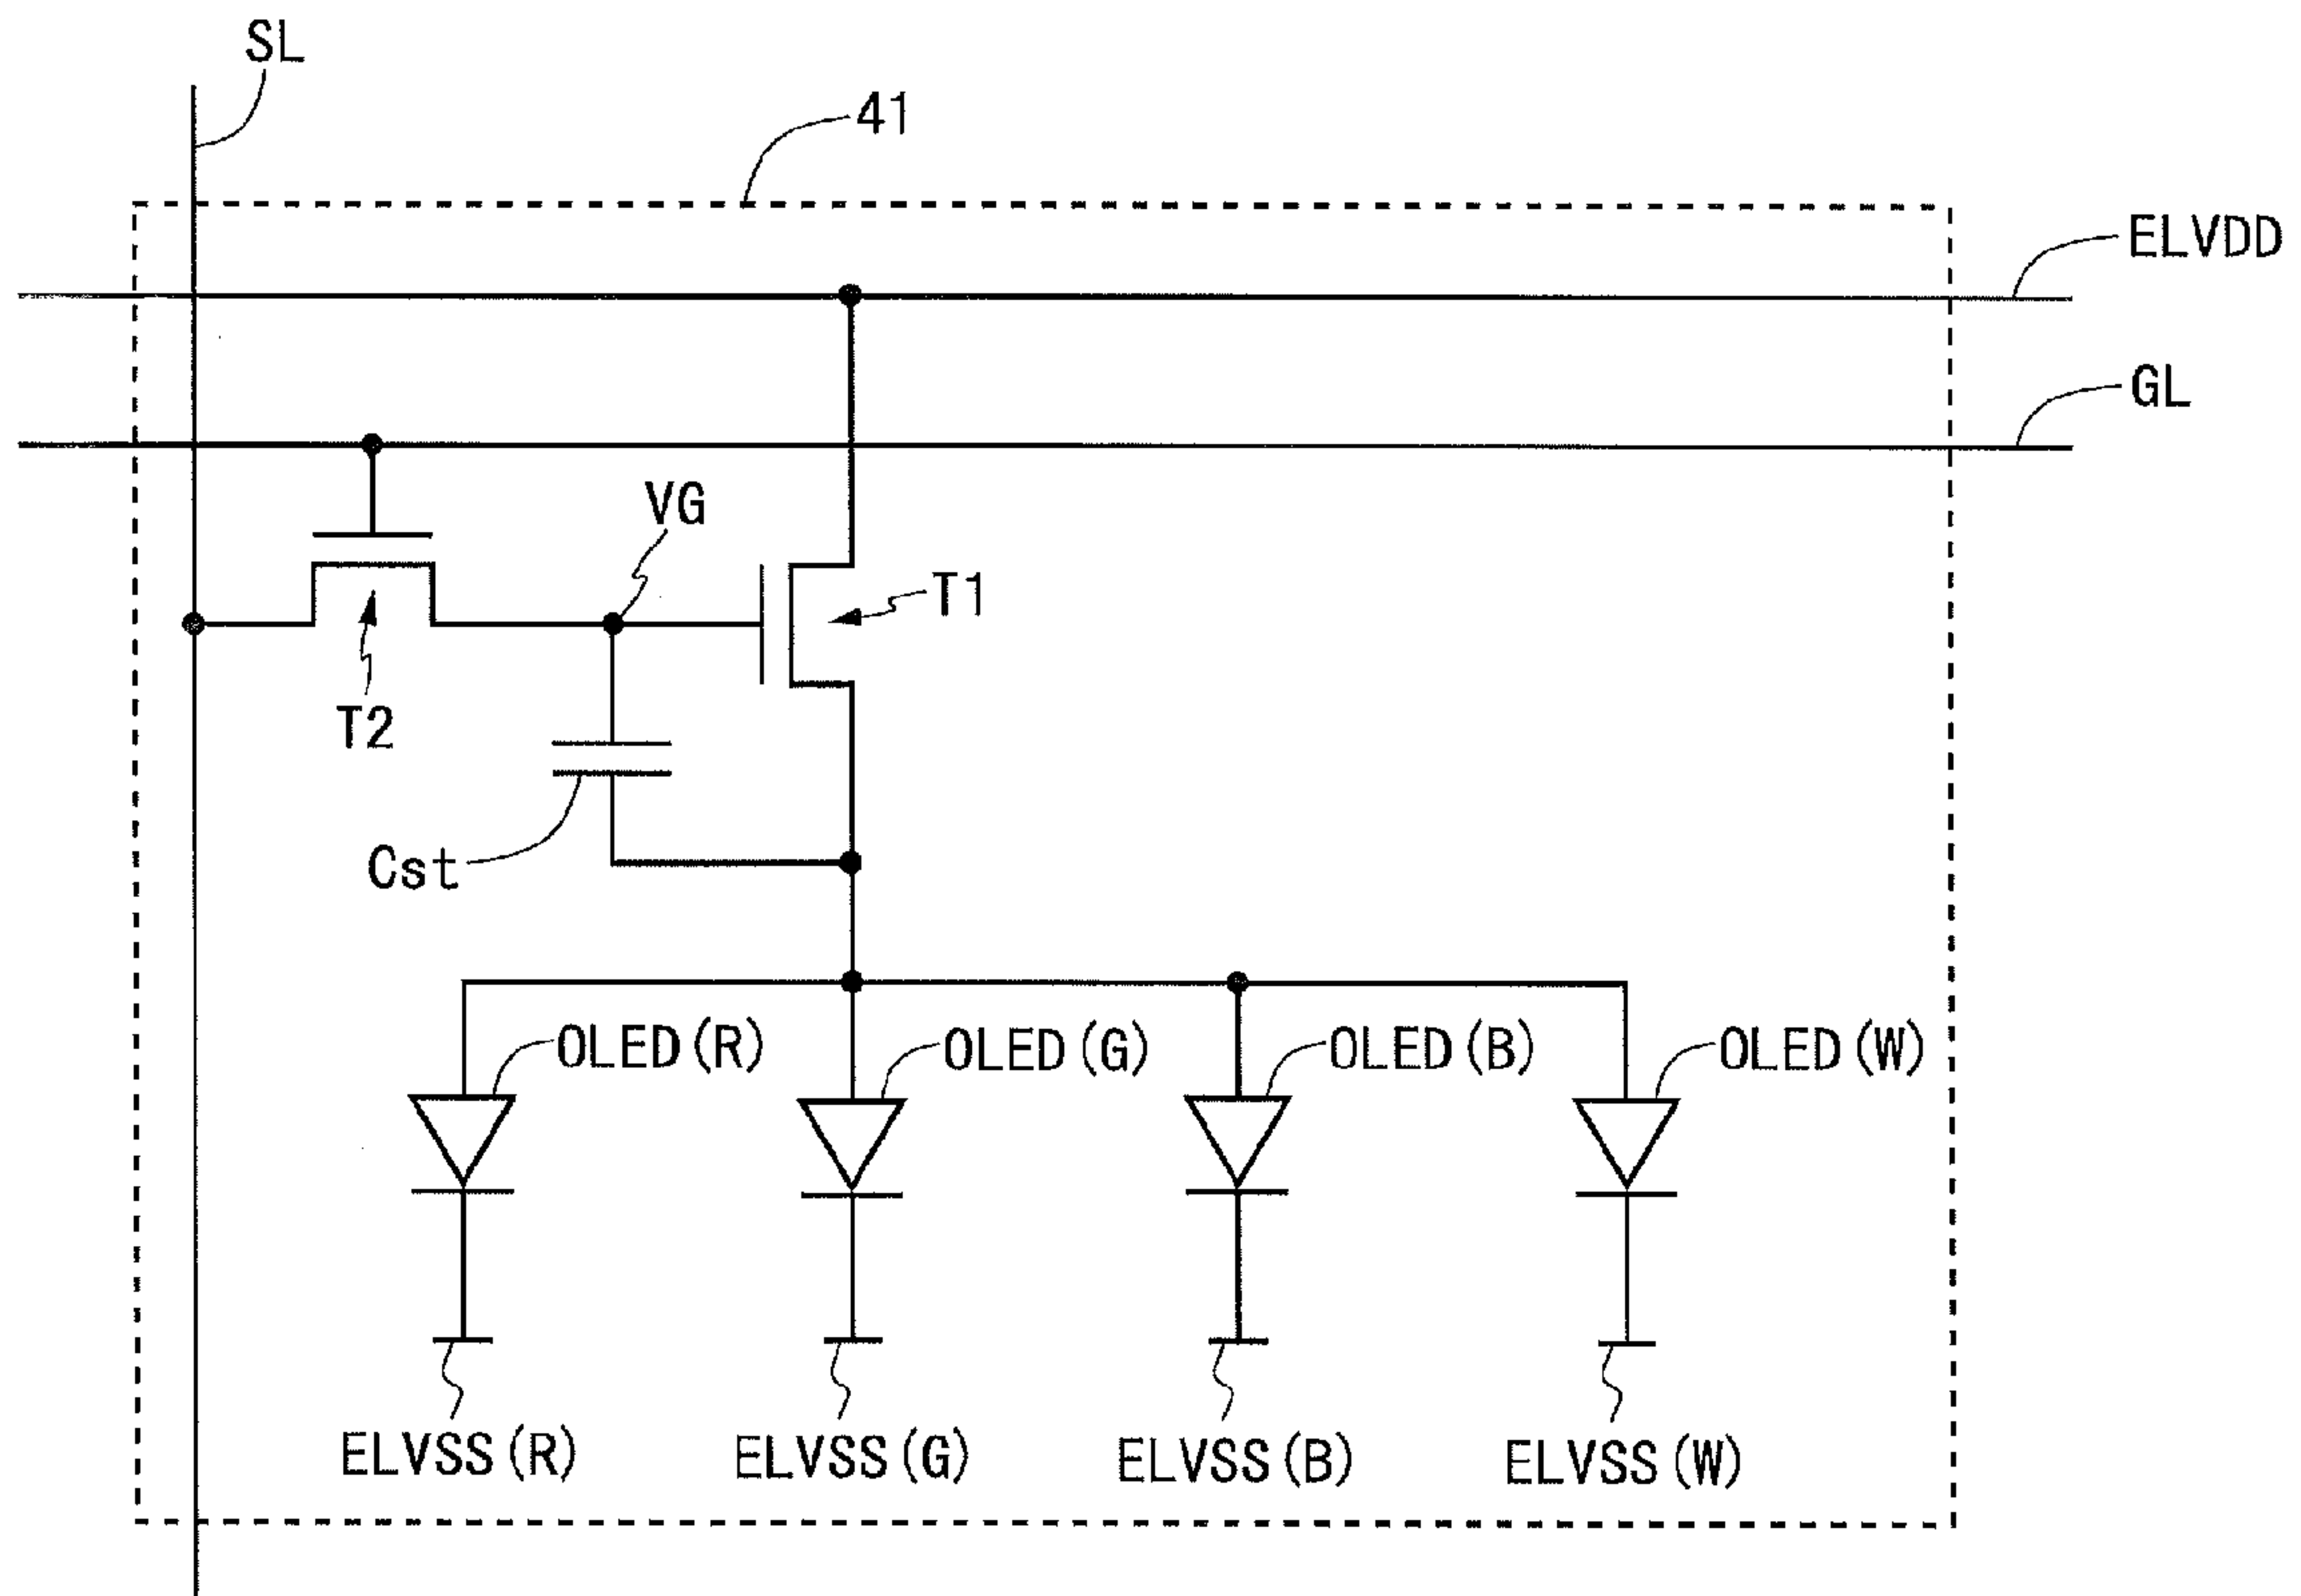 SL
41
ELVDD
GL
VG
T1
T2
Cst
OLED(R)
OLED(G)
OLED(B)
OLED(W)
ELVSS(R)
ELVSS(G)
ELVSS(B)
ELVSS(W)